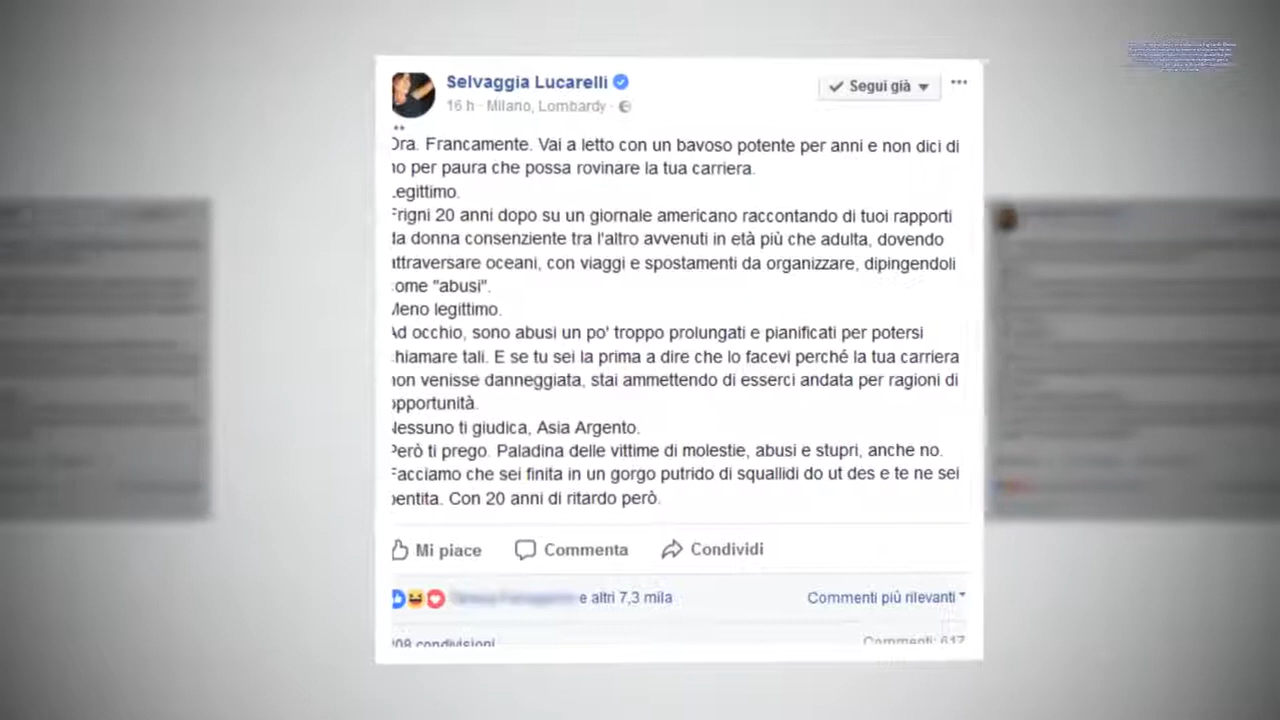 Selvaggia Lucarelli
Segui già
16 h · Milano, Lombardy ·
Ora. Francamente. Vai a letto con un bavoso potente per anni e non dici di
no per paura che possa rovinare la tua carriera.
Legittimo.
Frigni 20 anni dopo su un giornale americano raccontando di tuoi rapporti
da donna consenziente tra l'altro avvenuti in età più che adulta, dovendo
attraversare oceani, con viaggi e spostamenti da organizzare, dipingendoli
come "abusi".
Meno legittimo.
Ad occhio, sono abusi un po' troppo prolungati e pianificati per potersi
chiamare tali. E se tu sei la prima a dire che lo facevi perché la tua carriera
non venisse danneggiata, stai ammettendo di esserci andata per ragioni di
opportunità.
Nessuno ti giudica, Asia Argento.
Però ti prego. Paladina delle vittime di molestie, abusi e stupri, anche no.
Facciamo che sei finita in un gorgo putrido di squallidi do ut des e te ne sei
pentita. Con 20 anni di ritardo però.
Mi piace Commenta Condividi
e altri 7,3 mila
Commenti più rilevanti
condivisioni
Commenti: 617